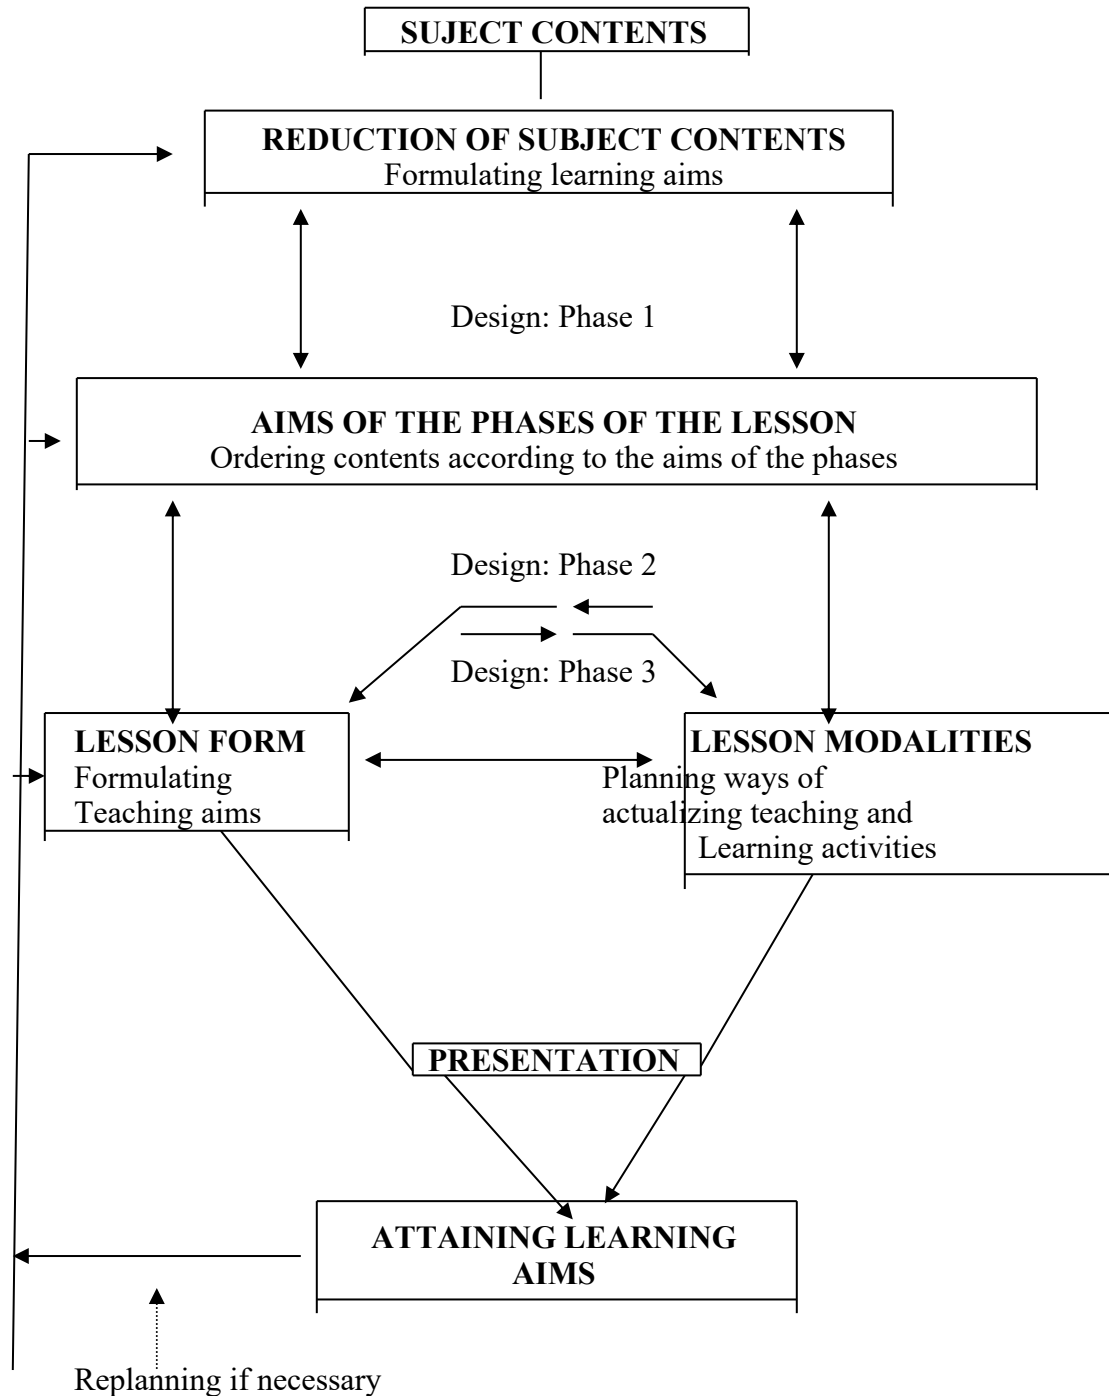 SUJECT CONTENTS
REDUCTION OF SUBJECT CONTENTS
Formulating learning aims
Design: Phase 1
AIMS OF THE PHASES OF THE LESSON
Ordering contents according to the aims of the phases
Design: Phase 2
Design: Phase 3
LESSON FORM
Formulating
Teaching aims
LESSON MODALITIES
Planning ways of
actualizing teaching and
Learning activities
PRESENTATION
ATTAINING LEARNING
AIMS
Replanning if necessary